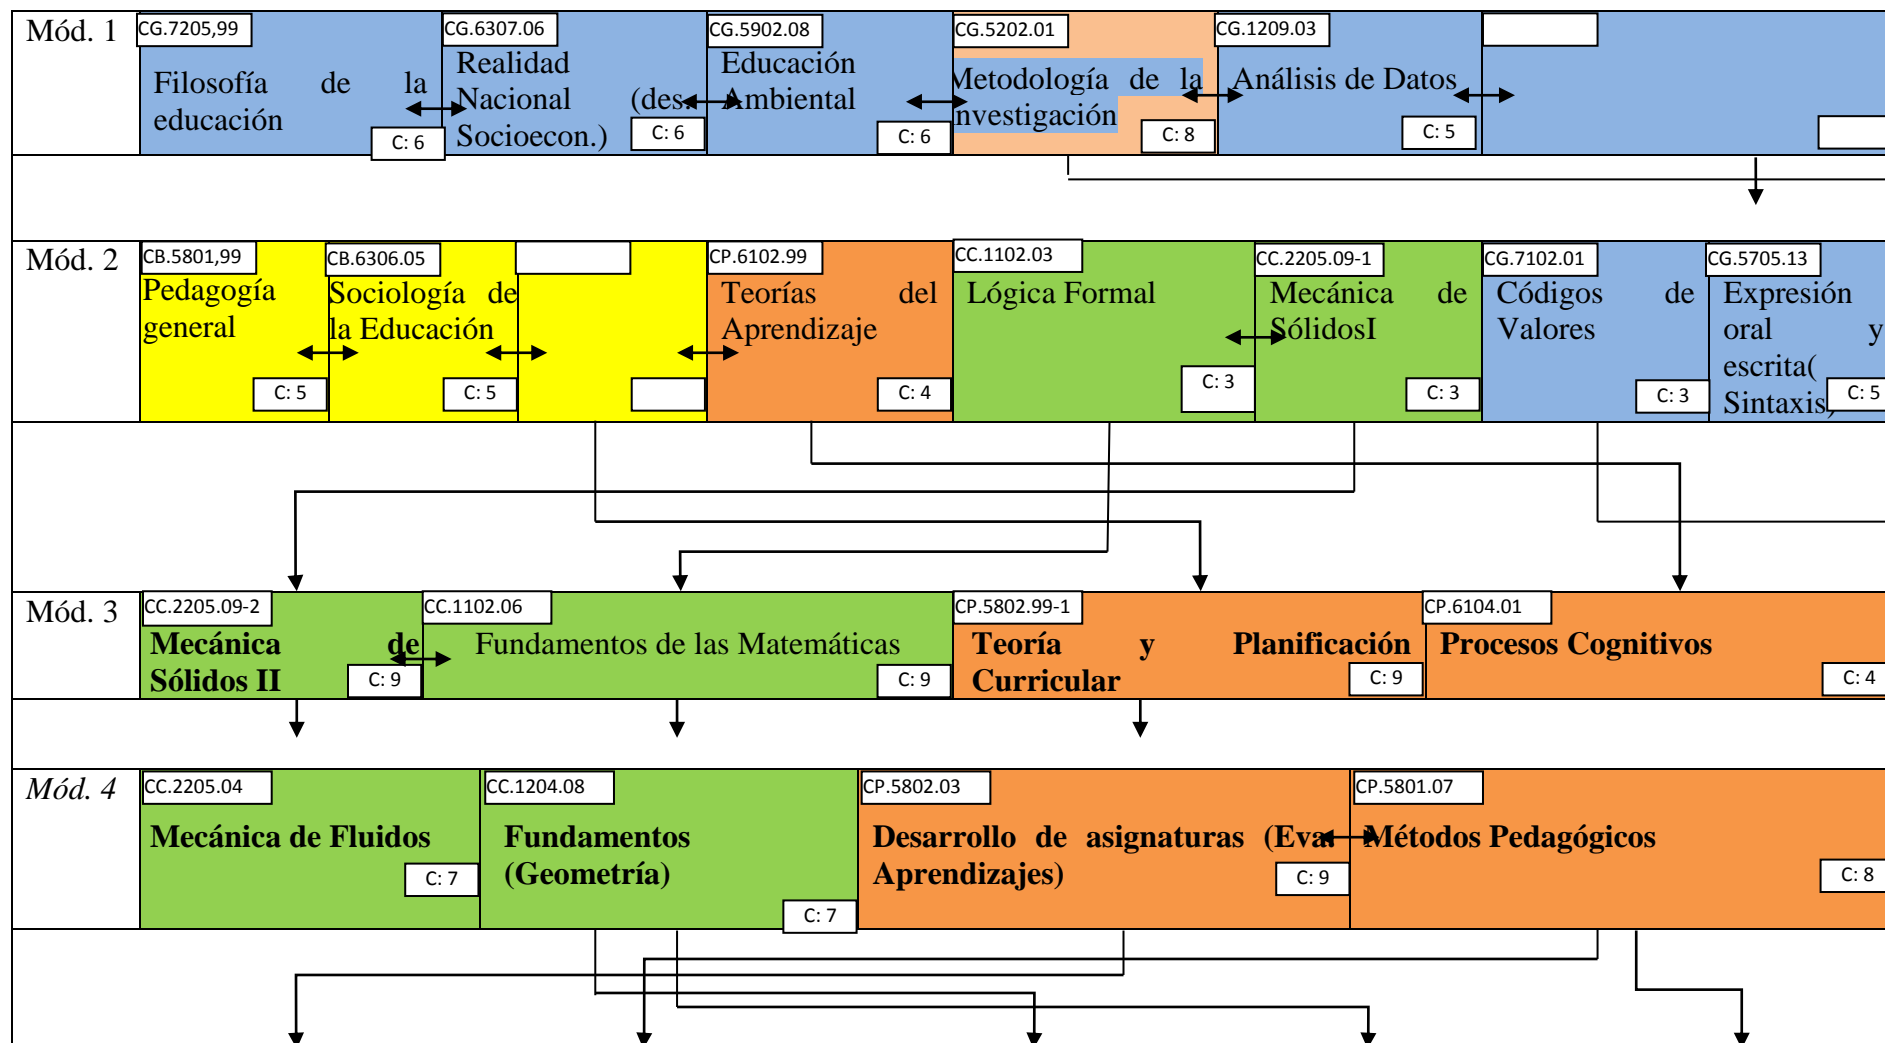 Mód. 1
CG.7205,99
Filosofía de la
educación
C: 6
CG.6307.06
Realidad
Nacional (des.
Socioecon.)
C: 6
CG.5902.08
Educación
Ambiental
C: 6
CG.5202.01
Metodología de la
investigación
C: 8
CG.1209.03
Análisis de Datos
C: 5
Mód. 2
CB.5801,99
Pedagogía
general
C: 5
CB.6306.05
Sociología de
la Educación
C: 5
CP.6102.99
Teorías del
Aprendizaje
C: 4
CC.1102.03
Lógica Formal
C: 3
CC.2205.09-1
Mecánica de
SólidosI
C: 3
CG.7102.01
Códigos de
Valores
C: 3
CG.5705.13
Expresión
oral y
escrita(
Sintaxis)
C: 5
Mód. 3
CC.2205.09-2
Mecánica de
Sólidos II
C: 9
CC.1102.06
Fundamentos de las Matemáticas
C: 9
CP.5802.99-1
Teoría y Planificación
Curricular
C: 9
CP.6104.01
Procesos Cognitivos
C: 4
Mód. 4
CC.2205.04
Mecánica de Fluidos
C: 7
CC.1204.08
Fundamentos
(Geometría)
C: 7
CP.5802.03
Desarrollo de asignaturas (Eva.
Aprendizajes)
C: 9
CP.5801.07
Métodos Pedagógicos
C: 8